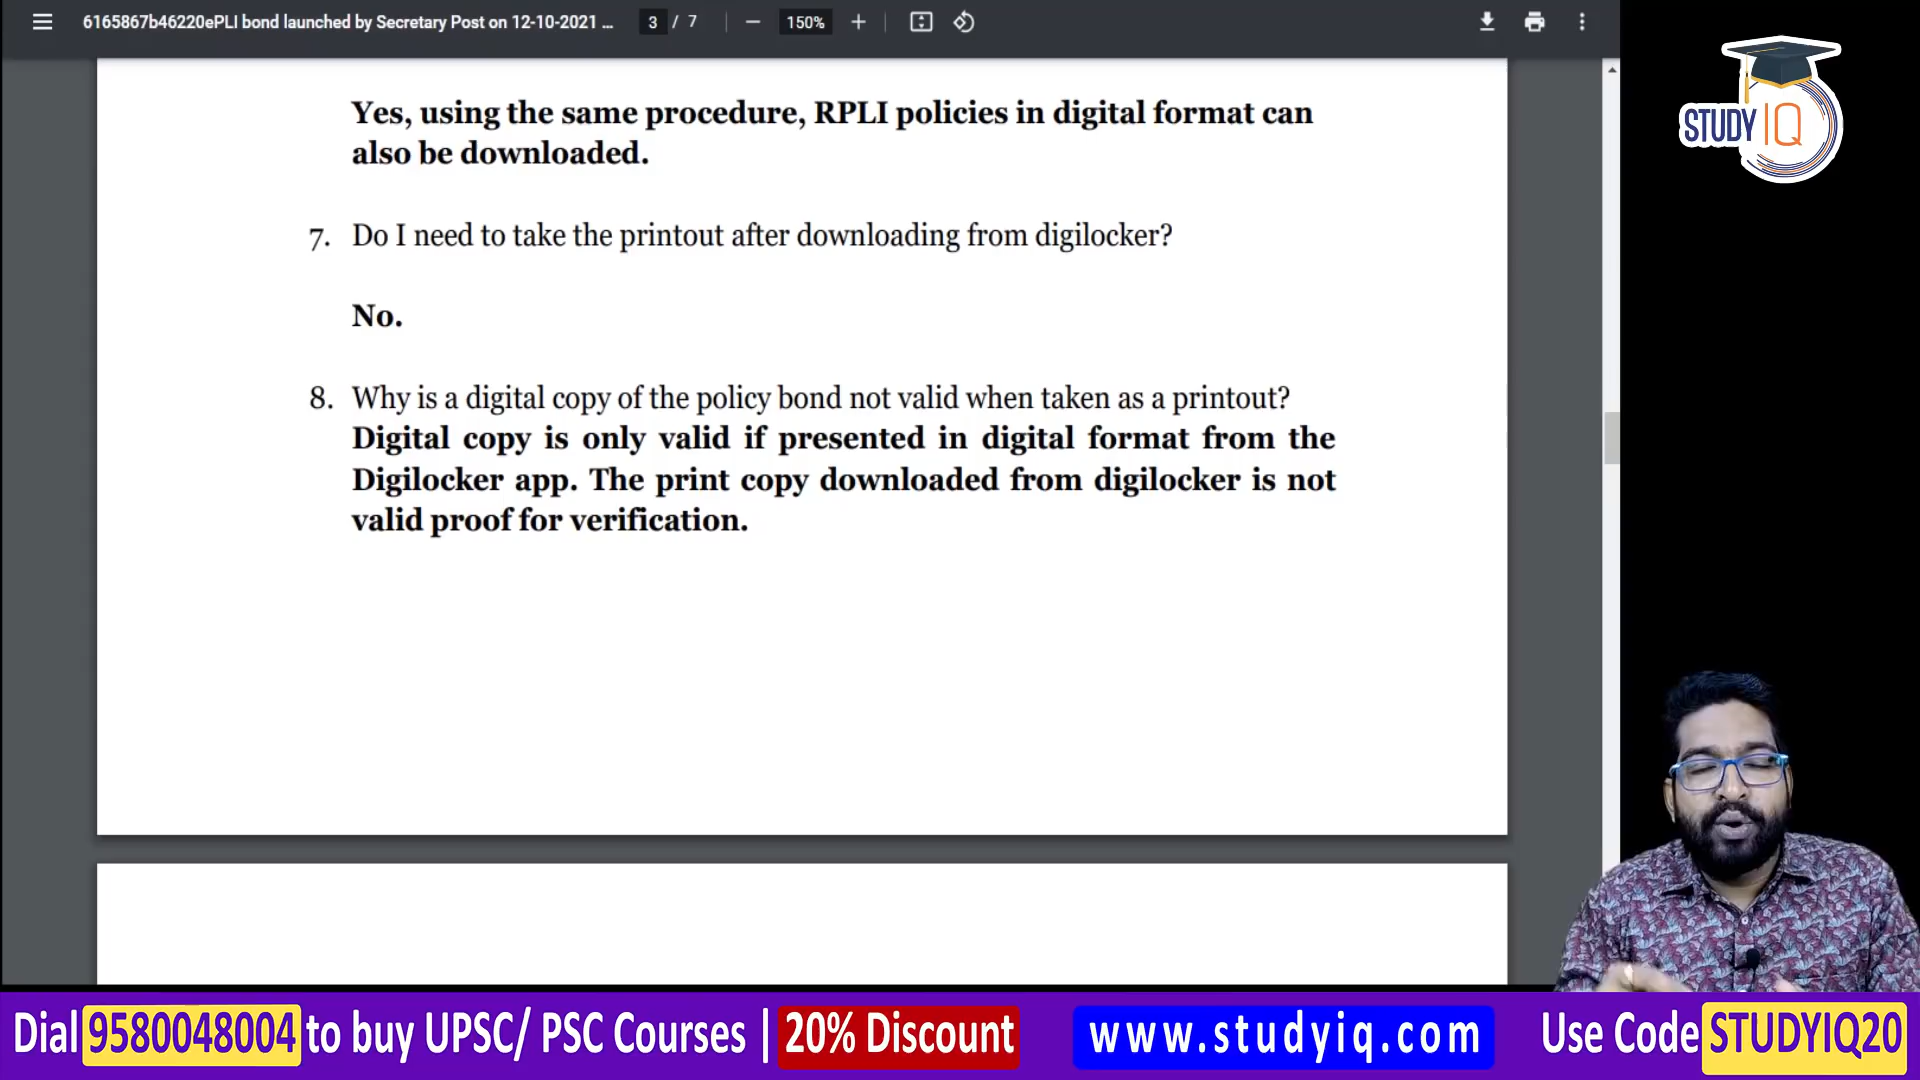 6165867b46220ePLI bond launched by Secretary Post on 12-10-2021 ... 3 / 7 150%
STUDY IQ
Yes, using the same procedure, RPLI policies in digital format can
also be downloaded.
7. Do I need to take the printout after downloading from digilocker?
No.
8. Why is a digital copy of the policy bond not valid when taken as a printout?
Digital copy is only valid if presented in digital format from the
Digilocker app. The print copy downloaded from digilocker is not
valid proof for verification.
Dial 9580048004 to buy UPSC/ PSC Courses | 20% Discount www.studyiq.com Use Code STUDYIQ20